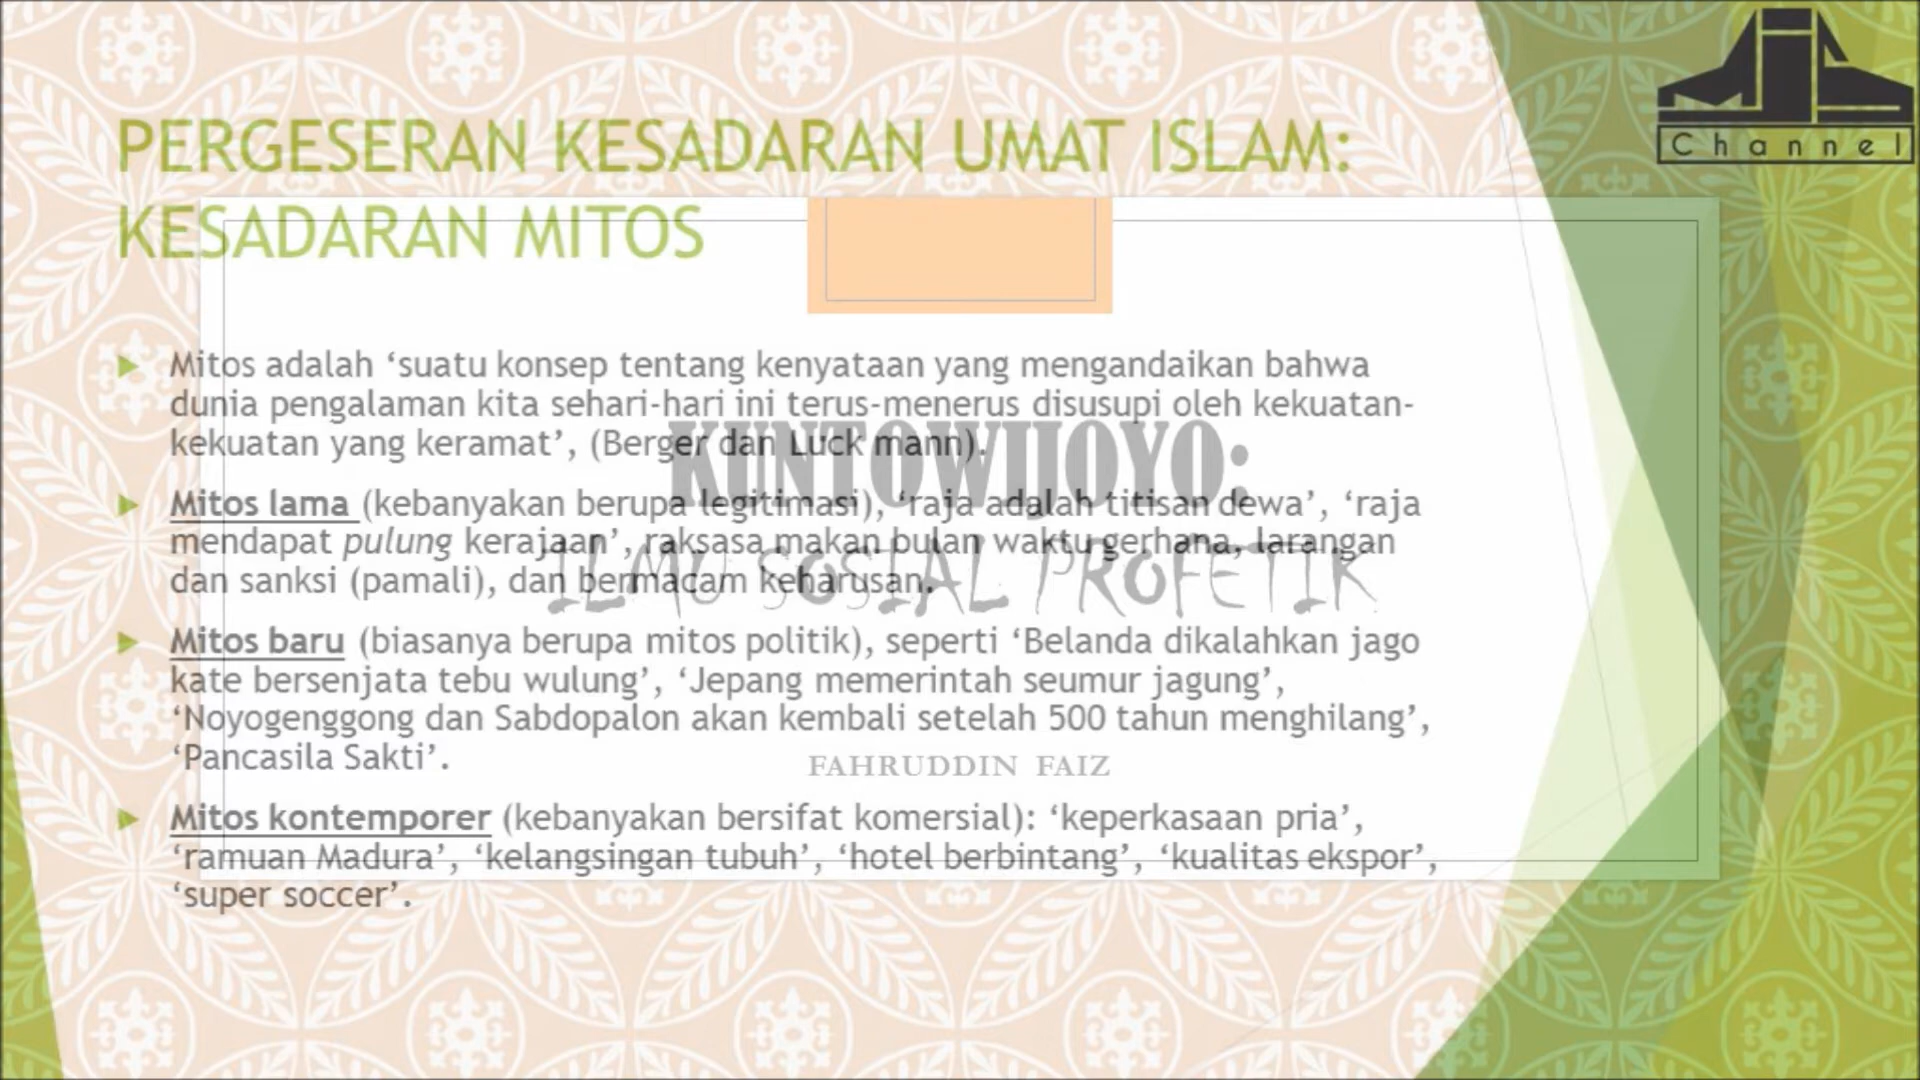 MJS
Channel
PERGESERAN KESADARAN UMAT ISLAM:
KESADARAN MITOS
Mitos adalah ‘suatu konsep tentang kenyataan yang mengandaikan bahwa
dunia pengalaman kita sehari-hari ini terus-menerus disusupi oleh kekuatan-
kekuatan yang keramat’, (Berger dan Luck mann).
Mitos lama (kebanyakan berupa legitimasi), ‘raja adalah titisan dewa’, ‘raja
mendapat pulung kerajaan’, raksasa makan bulan waktu gerhana, larangan
dan sanksi (pamali), dan bermacam keharusan.
Mitos baru (biasanya berupa mitos politik), seperti ‘Belanda dikalahkan jago
kate bersenjata tebu wulung’, ‘Jepang memerintah seumur jagung’,
‘Noyogenggong dan Sabdopalon akan kembali setelah 500 tahun menghilang’,
‘Pancasila Sakti’.
Mitos kontemporer (kebanyakan bersifat komersial): ‘keperkasaan pria’,
‘ramuan Madura’, ‘kelangsingan tubuh’, ‘hotel berbintang’, ‘kualitas ekspor’,
‘super soccer’.
KUNTOWIJOYO:
ILMU SOSIAL PROFETIK
FAHRUDDIN FAIZ